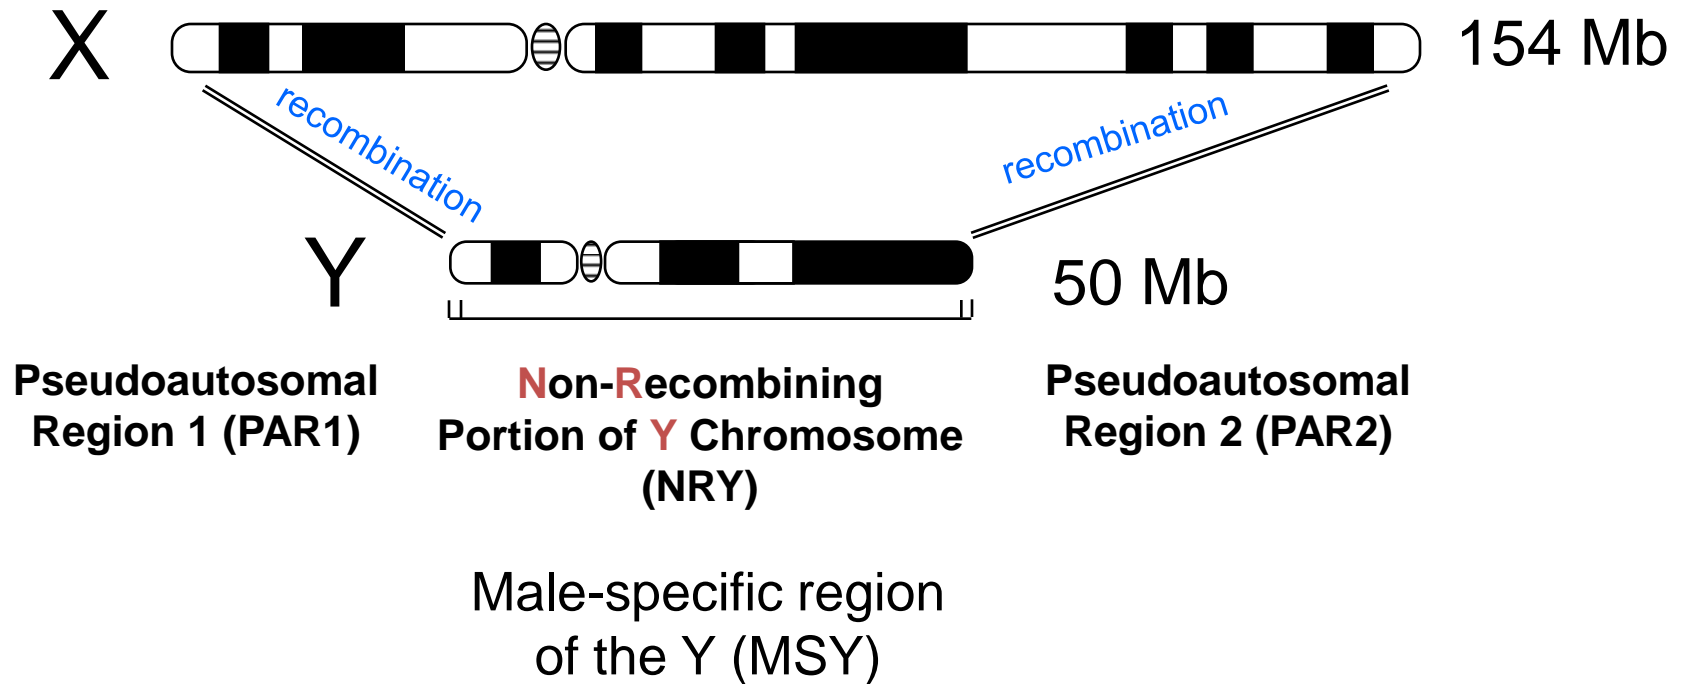 X
154 Mb
recombination
recombination
Y
50 Mb
Pseudoautosomal
Region 1 (PAR1)
Non-Recombining
Portion of Y Chromosome
(NRY)
Pseudoautosomal
Region 2 (PAR2)
Male-specific region
of the Y (MSY)